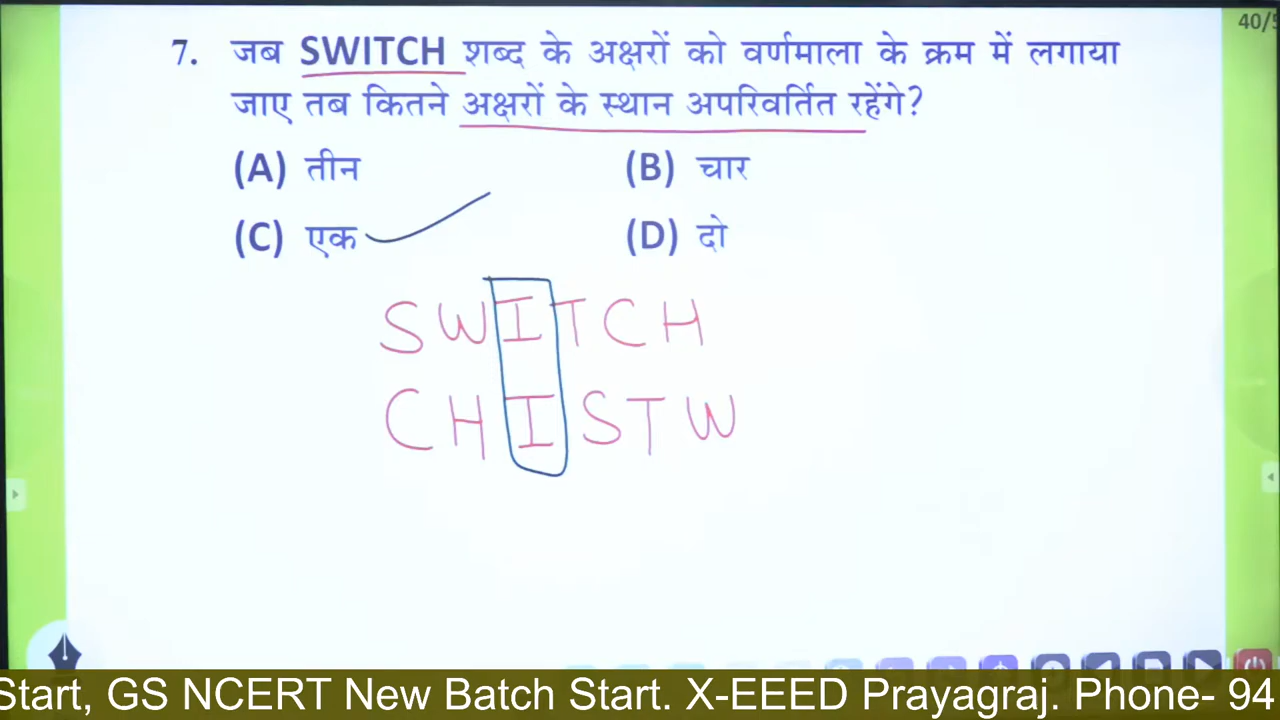 40/5
7. जब SWITCH शब्द के अक्षरों को वर्णमाला के क्रम में लगाया
जाए तब कितने अक्षरों के स्थान अपरिवर्तित रहेंगे?
(A) तीन (B) चार
(C) एक (D) दो
SWITCH
CHISTW
Start, GS NCERT New Batch Start. X-EEED Prayagraj. Phone- 94